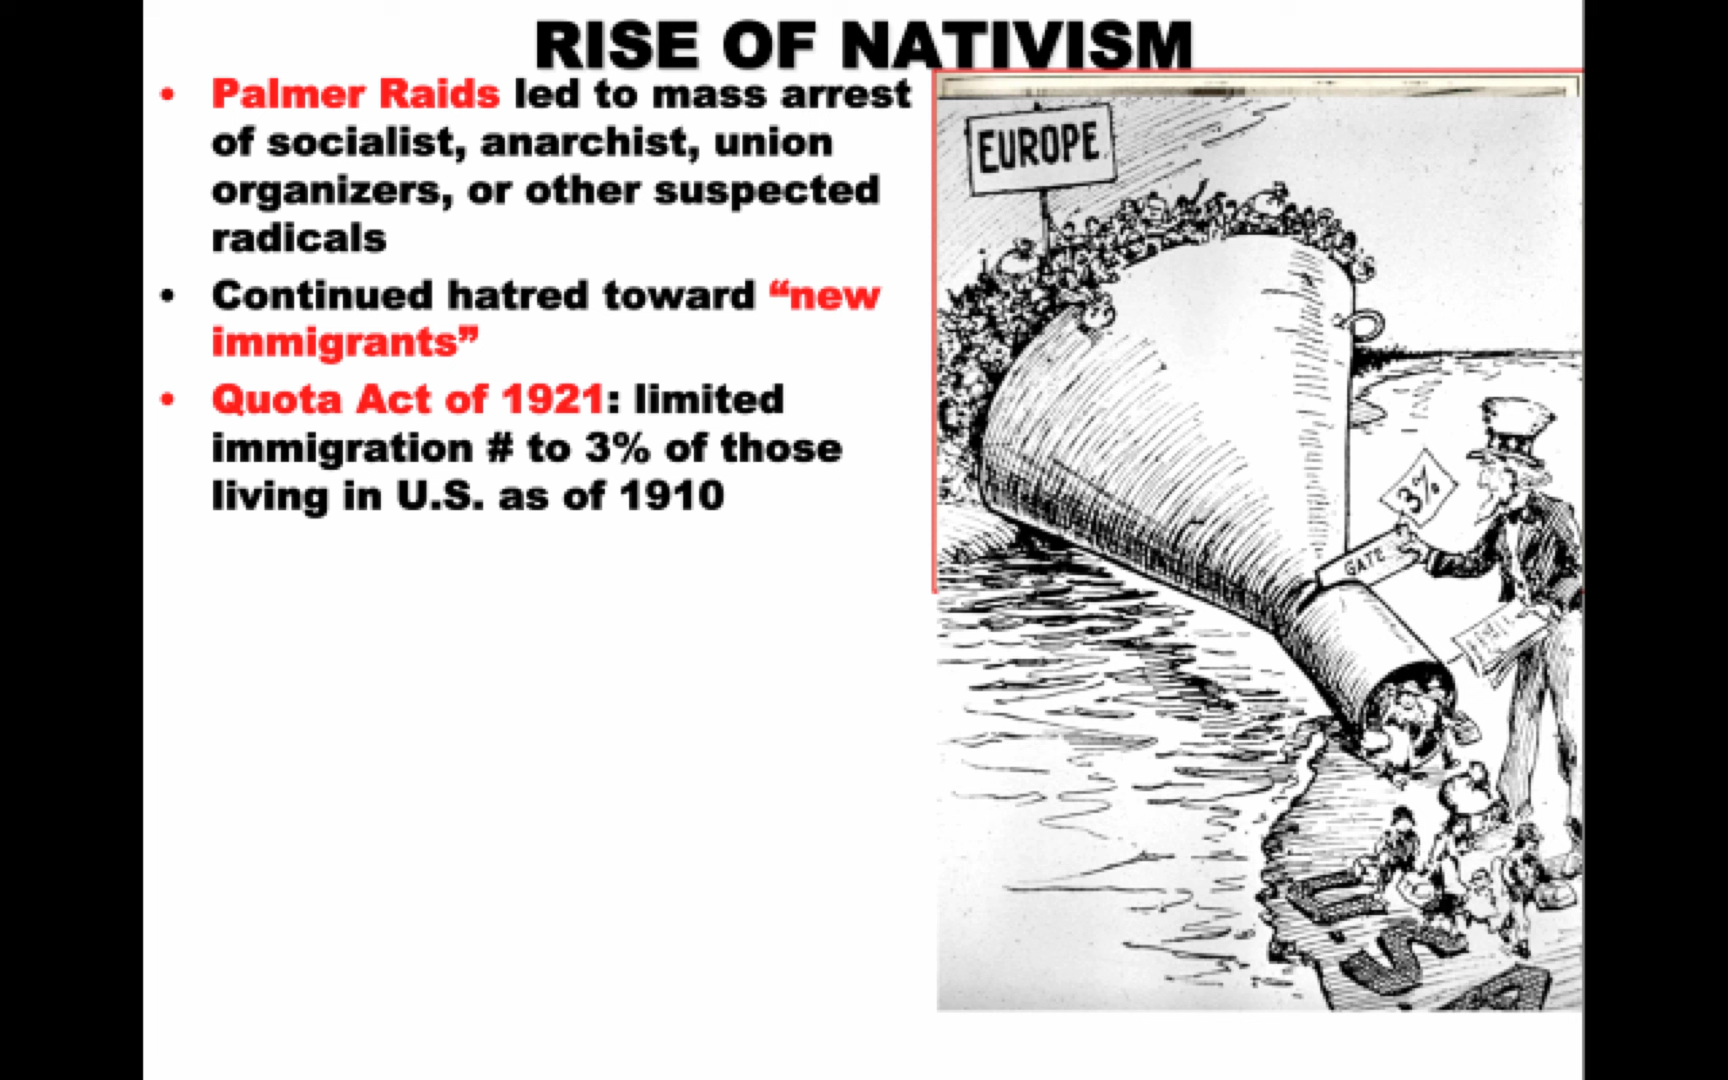 RISE OF NATIVISM
• Palmer Raids led to mass arrest
of socialist, anarchist, union
organizers, or other suspected
radicals
• Continued hatred toward “new
immigrants”
• Quota Act of 1921: limited
immigration # to 3% of those
living in U.S. as of 1910
EUROPE
3%
GATE
U
S
A